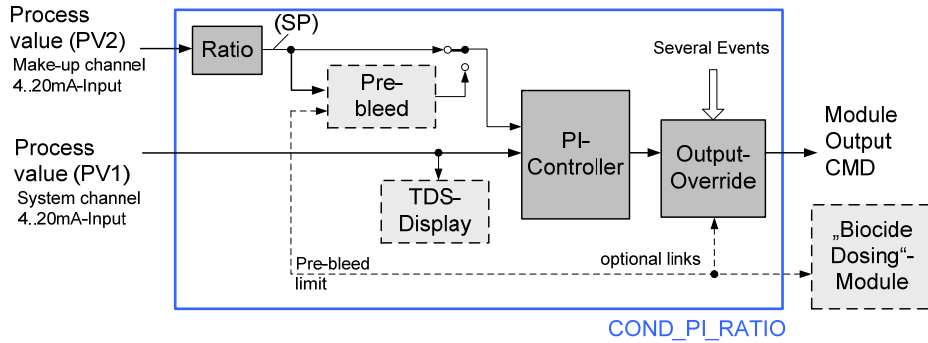 Process
value (PV2)
Make-up channel
4..20mA-Input
Ratio
(SP)
Pre-
bleed
Several Events
Process
value (PV1)
System channel
4..20mA-Input
TDS-
Display
PI-
Controller
Output-
Override
Module
Output
CMD
Pre-bleed
limit
optional links
„Biocide
Dosing“-
Module
COND_PI_RATIO